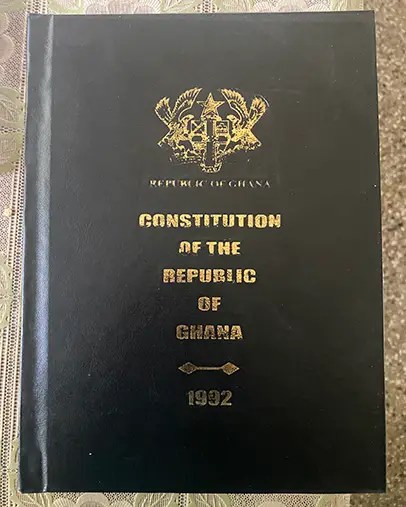 REPUBLIC OF GHANA
CONSTITUTION
OF THE
REPUBLIC
OF
GHANA
1992